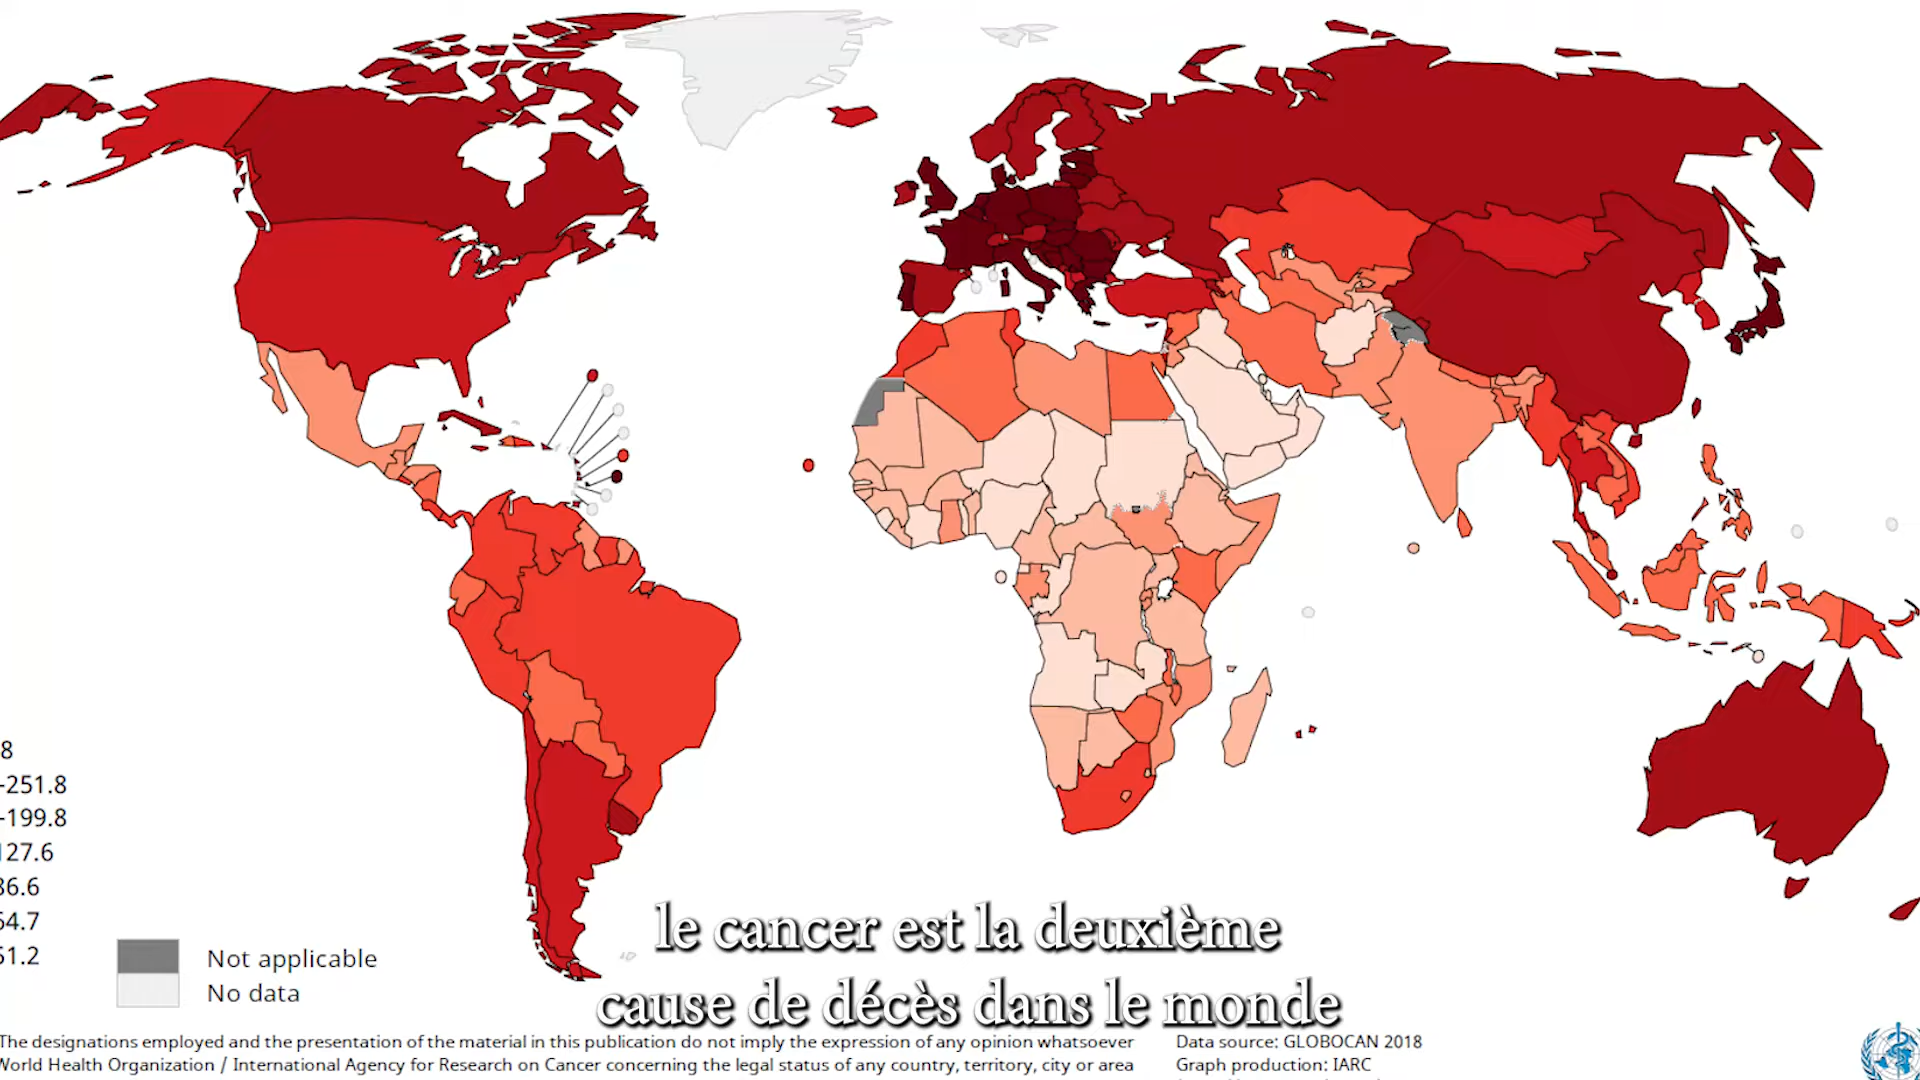 8
-251.8
-199.8
127.6
36.6
54.7
51.2
Not applicable
No data
le cancer est la deuxième
cause de décès dans le monde
The designations employed and the presentation of the material in this publication do not imply the expression of any opinion whatsoever
World Health Organization / International Agency for Research on Cancer concerning the legal status of any country, territory, city or area
Data source: GLOBOCAN 2018
Graph production: IARC